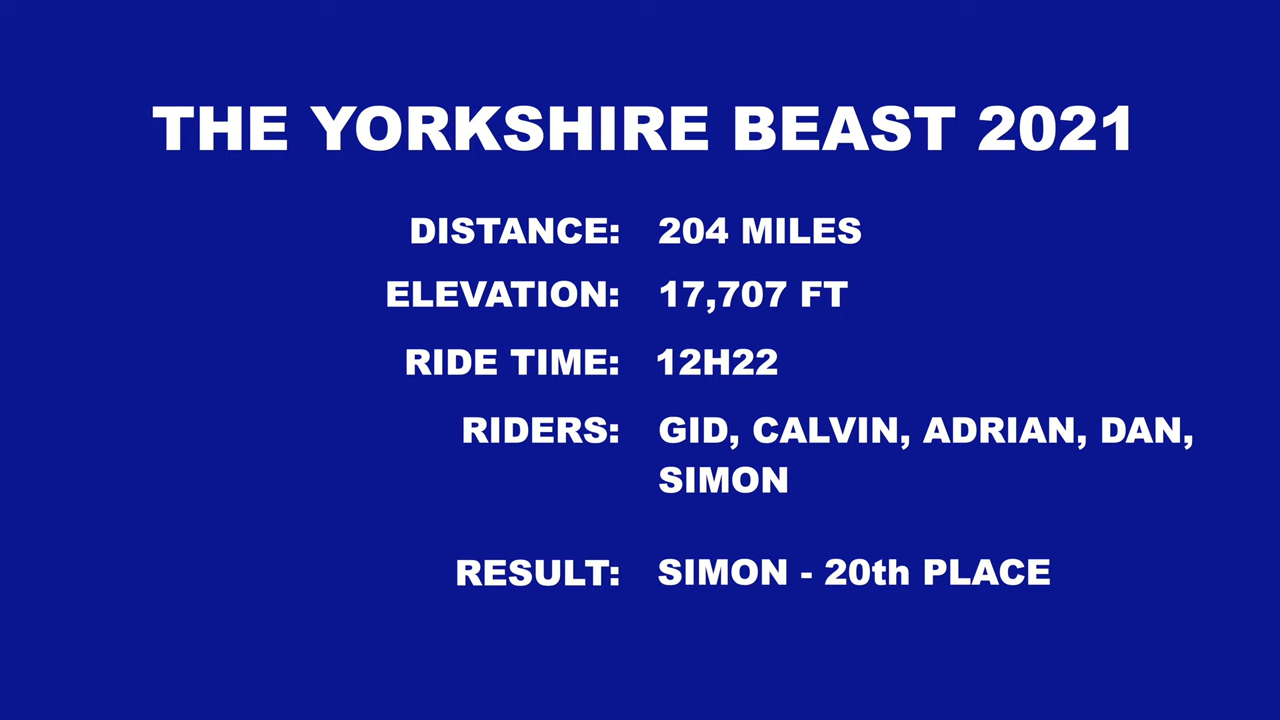 THE YORKSHIRE BEAST 2021
DISTANCE: 204 MILES
ELEVATION: 17,707 FT
RIDE TIME: 12H22
RIDERS: GID, CALVIN, ADRIAN, DAN,
SIMON
RESULT: SIMON - 20th PLACE